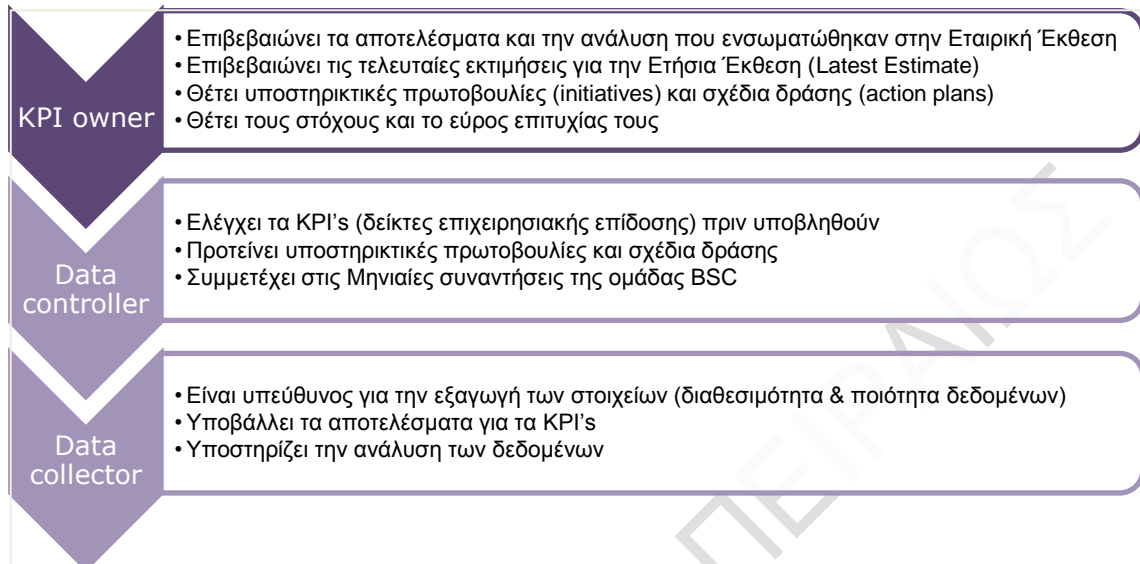 KPI owner
• Επιβεβαιώνει τα αποτελέσματα και την ανάλυση που ενσωματώθηκαν στην Εταιρική Έκθεση
• Επιβεβαιώνει τις τελευταίες εκτιμήσεις για την Ετήσια Έκθεση (Latest Estimate)
• Θέτει υποστηρικτικές πρωτοβουλίες (initiatives) και σχέδια δράσης (action plans)
• Θέτει τους στόχους και το εύρος επιτυχίας τους
Data
controller
• Ελέγχει τα KPI's (δείκτες επιχειρησιακής επίδοσης) πριν υποβληθούν
• Προτείνει υποστηρικτικές πρωτοβουλίες και σχέδια δράσης
• Συμμετέχει στις Μηνιαίες συναντήσεις της ομάδας BSC
Data
collector
• Είναι υπεύθυνος για την εξαγωγή των στοιχείων (διαθεσιμότητα & ποιότητα δεδομένων)
• Υποβάλλει τα αποτελέσματα για τα KPI's
• Υποστηρίζει την ανάλυση των δεδομένων
ΠΕΙΡΑΙΩΣ